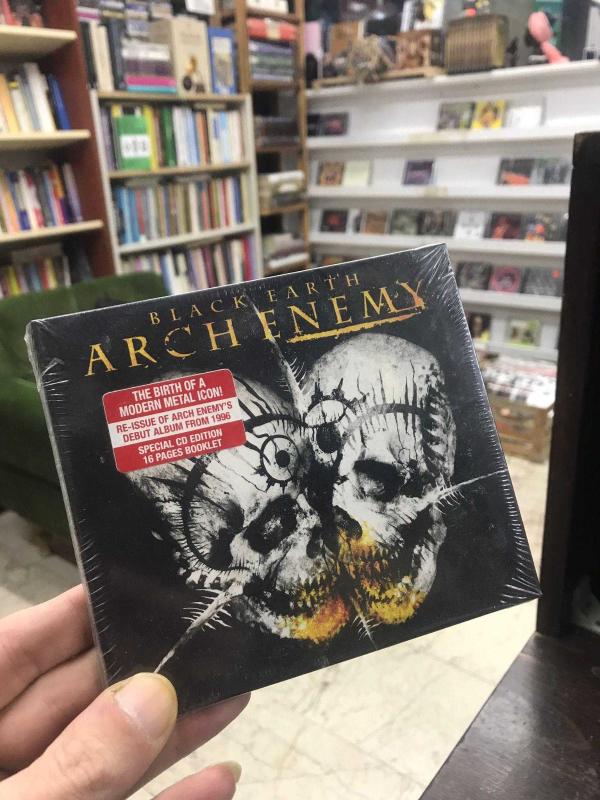 BLACK EARTH
ARCH ENEMY
THE BIRTH OF A
MODERN METAL ICON!
RE-ISSUE OF ARCH ENEMY'S
DEBUT ALBUM FROM 1996
SPECIAL CD EDITION
16 PAGES BOOKLET